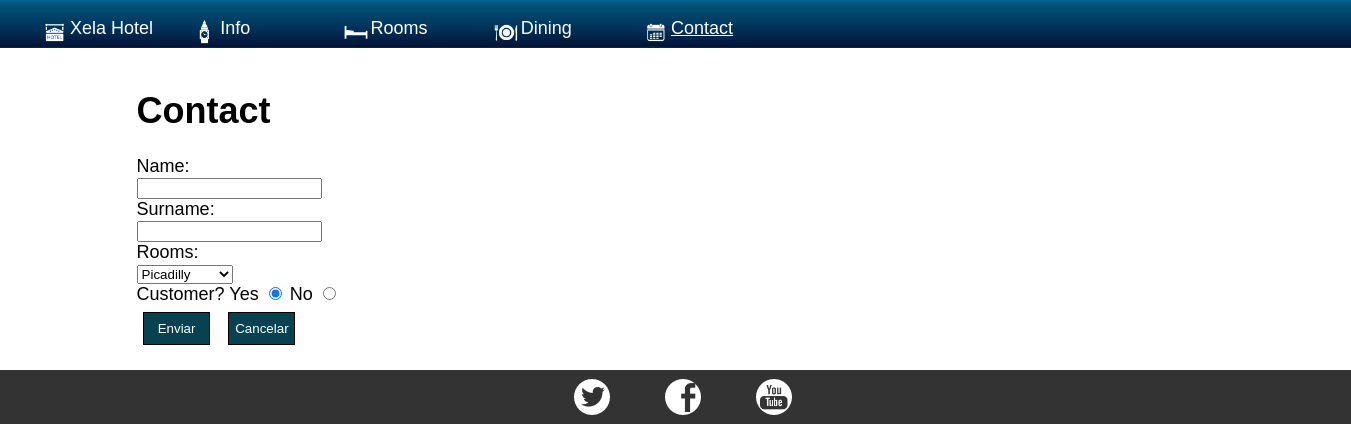 Xela Hotel Info Rooms Dining Contact
Contact
Name:
Surname:
Rooms:
Picadilly
Customer? Yes No
Enviar Cancelar
You
Tube